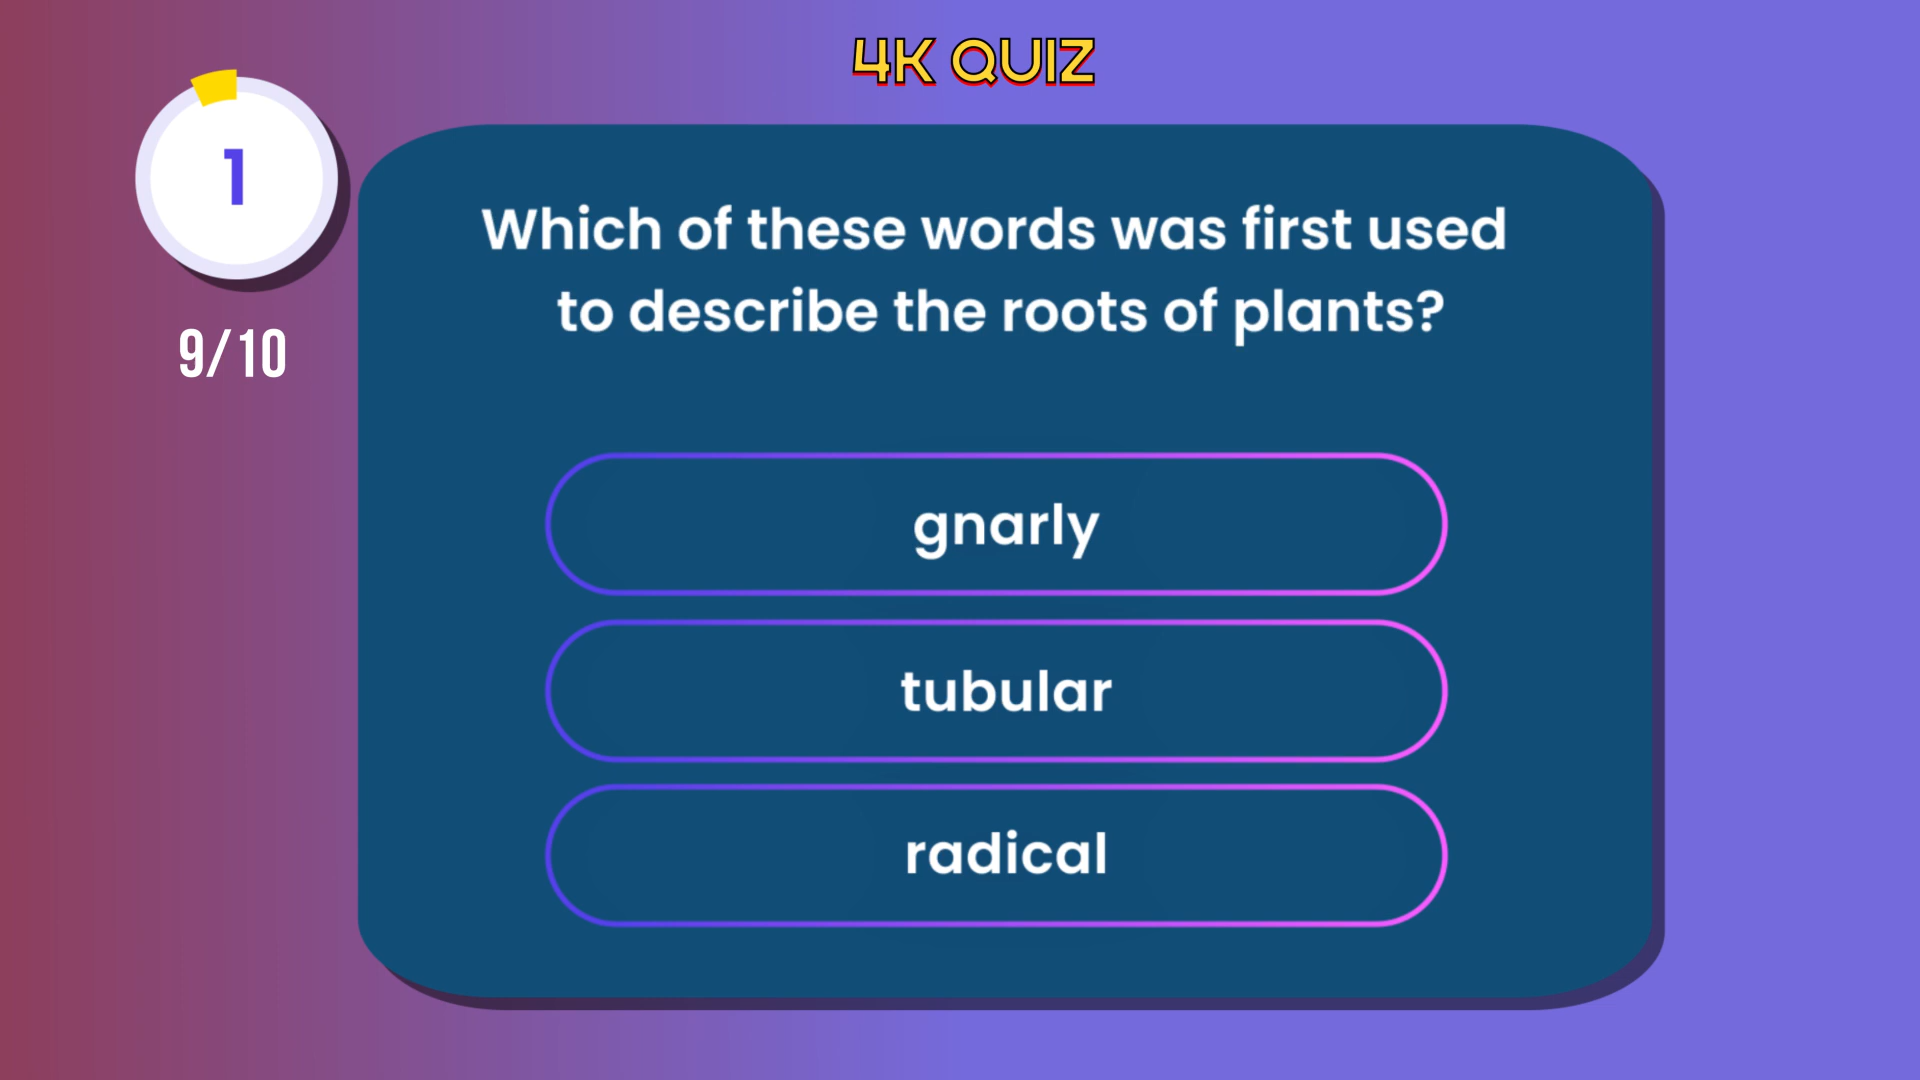 4K QUIZ
1
9/10
Which of these words was first used
to describe the roots of plants?
gnarly
tubular
radical